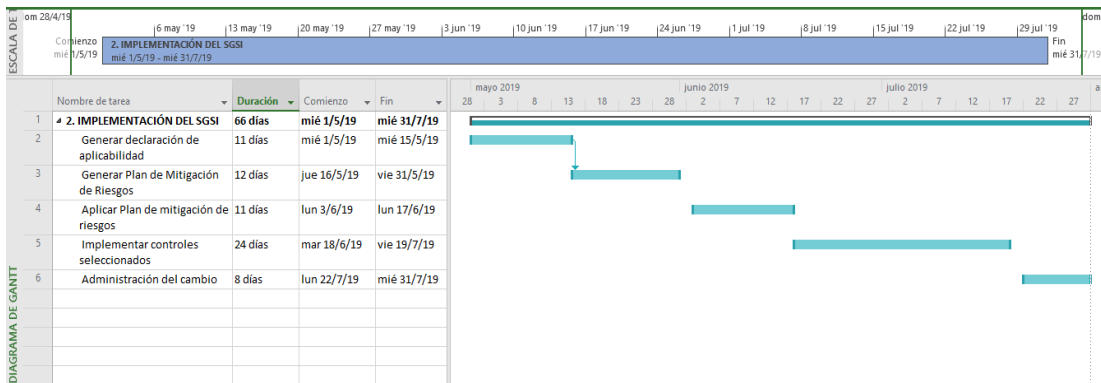 ESCALA DE T
om 28/4/19
dom
6 may '19 13 may '19 20 may '19 27 may '19 3 jun '19 10 jun '19 17 jun '19 24 jun '19 1 jul '19 8 jul '19 15 jul '19 22 jul '19 29 jul '19
Comienzo
mié 1/5/19
2. IMPLEMENTACIÓN DEL SGSI
mié 1/5/19 - mié 31/7/19
Fin
mié 31/7/19
DIAGRAMA DE GANTT
mayo 2019 junio 2019 julio 2019 a
Nombre de tarea Duración Comienzo Fin 28 3 8 13 18 23 28 2 7 12 17 22 27 2 7 12 17 22 27
1 2. IMPLEMENTACIÓN DEL SGSI 66 días mié 1/5/19 mié 31/7/19
2 Generar declaración de 11 días mié 1/5/19 mié 15/5/19
aplicabilidad
3 Generar Plan de Mitigación 12 días jue 16/5/19 vie 31/5/19
de Riesgos
4 Aplicar Plan de mitigación de 11 días lun 3/6/19 lun 17/6/19
riesgos
5 Implementar controles 24 días mar 18/6/19 vie 19/7/19
seleccionados
6 Administración del cambio 8 días lun 22/7/19 mié 31/7/19